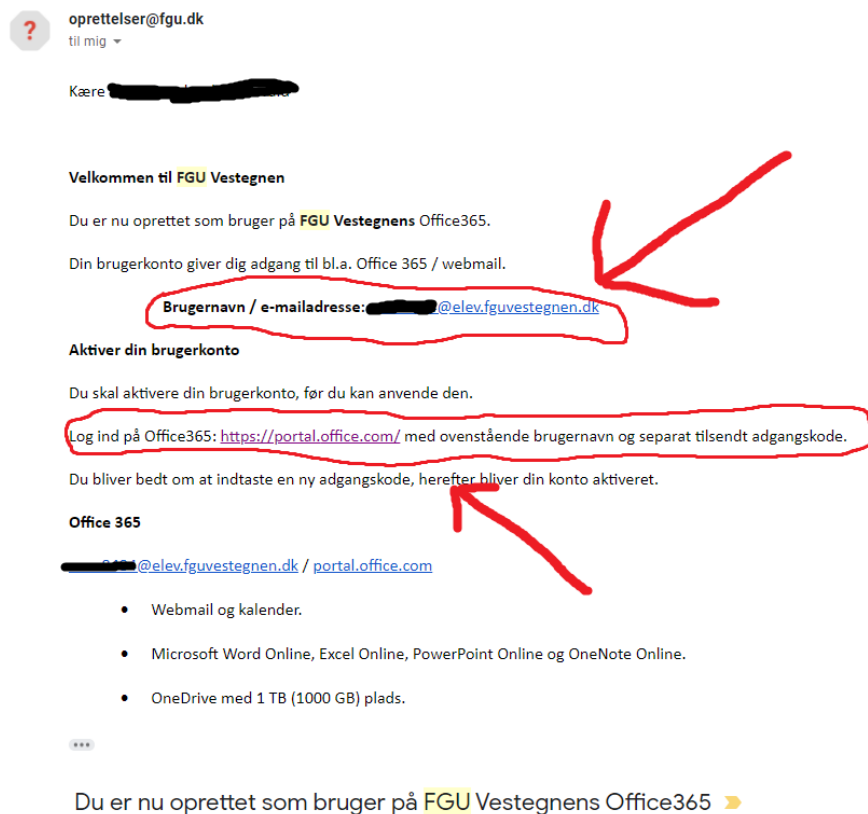 oprettelser@fgu.dk
til mig
Kære
Velkommen til FGU Vestegnen
Du er nu oprettet som bruger på FGU Vestegnens Office365.
Din brugerkonto giver dig adgang til bl.a. Office 365 / webmail.
Brugernavn / e-mailadresse: @elev.fguvestegnen.dk
Aktiver din brugerkonto
Du skal aktivere din brugerkonto, før du kan anvende den.
Log ind på Office365: https://portal.office.com/ med ovenstående brugernavn og separat tilsendt adgangskode.
Du bliver bedt om at indtaste en ny adgangskode, herefter bliver din konto aktiveret.
Office 365
@elev.fguvestegnen.dk / portal.office.com
• Webmail og kalender.
• Microsoft Word Online, Excel Online, PowerPoint Online og OneNote Online.
• OneDrive med 1 TB (1000 GB) plads.
Du er nu oprettet som bruger på FGU Vestegnens Office365